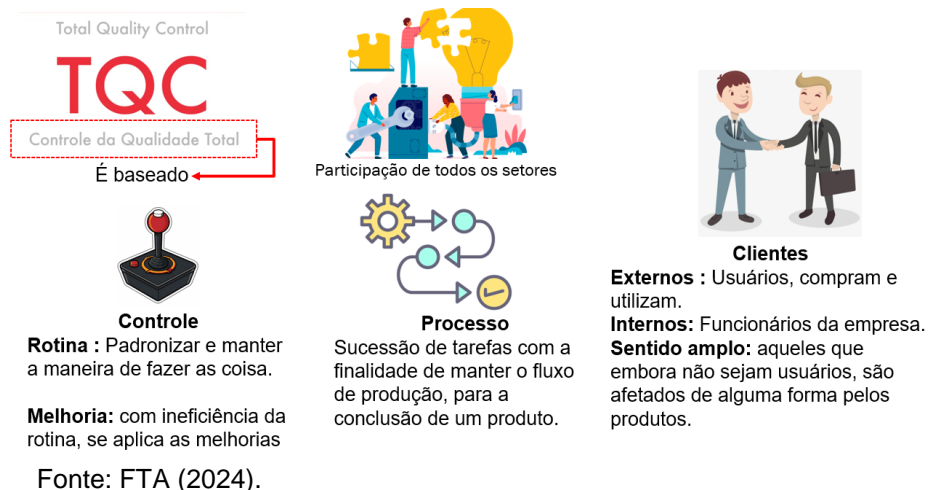 Total Quality Control
TQC
Controle da Qualidade Total
É baseado
Participação de todos os setores
Controle
Rotina : Padronizar e manter
a maneira de fazer as coisa.
Melhoria: com ineficiência da
rotina, se aplica as melhorias
Processo
Sucessão de tarefas com a
finalidade de manter o fluxo
de produção, para a
conclusão de um produto.
Clientes
Externos : Usuários, compram e
utilizam.
Internos: Funcionários da empresa.
Sentido amplo: aqueles que
embora não sejam usuários, são
afetados de alguma forma pelos
produtos.
Fonte: FTA (2024).